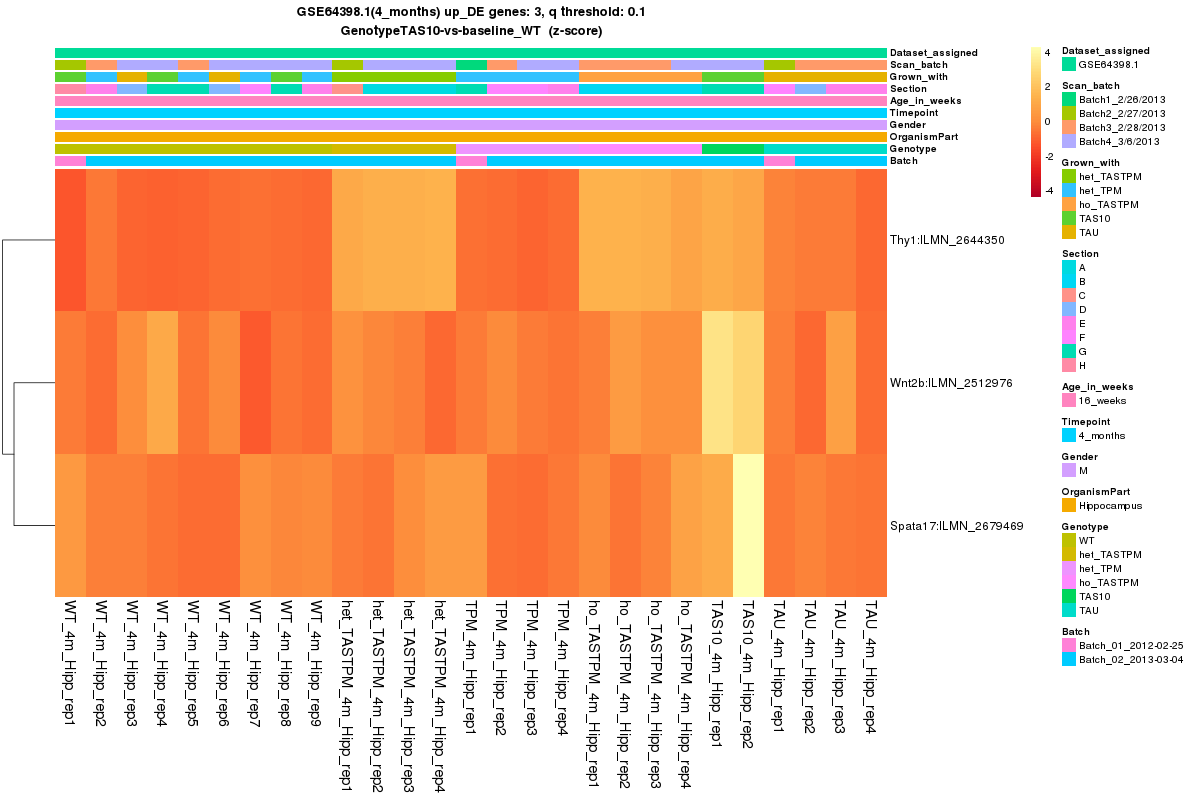 GSE64398.1(4_months) up_DE genes: 3, q threshold: 0.1
GenotypeTAS10-vs-baseline_WT  (z-score)
Dataset_assigned
Scan_batch
Grown_with
Section
Age_in_weeks
Timepoint
Gender
OrganismPart
Genotype
Batch
Thy1:ILMN_2644350
Wnt2b:ILMN_2512976
Spata17:ILMN_2679469
WT_4m_Hipp_rep1
WT_4m_Hipp_rep2
WT_4m_Hipp_rep3
WT_4m_Hipp_rep4
WT_4m_Hipp_rep5
WT_4m_Hipp_rep6
WT_4m_Hipp_rep7
WT_4m_Hipp_rep8
WT_4m_Hipp_rep9
het_TASTPM_4m_Hipp_rep1
het_TASTPM_4m_Hipp_rep2
het_TASTPM_4m_Hipp_rep3
het_TASTPM_4m_Hipp_rep4
TPM_4m_Hipp_rep1
TPM_4m_Hipp_rep2
TPM_4m_Hipp_rep3
TPM_4m_Hipp_rep4
ho_TASTPM_4m_Hipp_rep1
ho_TASTPM_4m_Hipp_rep2
ho_TASTPM_4m_Hipp_rep3
ho_TASTPM_4m_Hipp_rep4
TAS10_4m_Hipp_rep1
TAS10_4m_Hipp_rep2
TAU_4m_Hipp_rep1
TAU_4m_Hipp_rep2
TAU_4m_Hipp_rep3
TAU_4m_Hipp_rep4
4
2
0
-2
-4
Dataset_assigned
GSE64398.1
Scan_batch
Batch1_2/26/2013
Batch2_2/27/2013
Batch3_2/28/2013
Batch4_3/6/2013
Grown_with
het_TASTPM
het_TPM
ho_TASTPM
TAS10
TAU
Section
A
B
C
D
E
F
G
H
Age_in_weeks
16_weeks
Timepoint
4_months
Gender
M
OrganismPart
Hippocampus
Genotype
WT
het_TASTPM
het_TPM
ho_TASTPM
TAS10
TAU
Batch
Batch_01_2012-02-25
Batch_02_2013-03-04